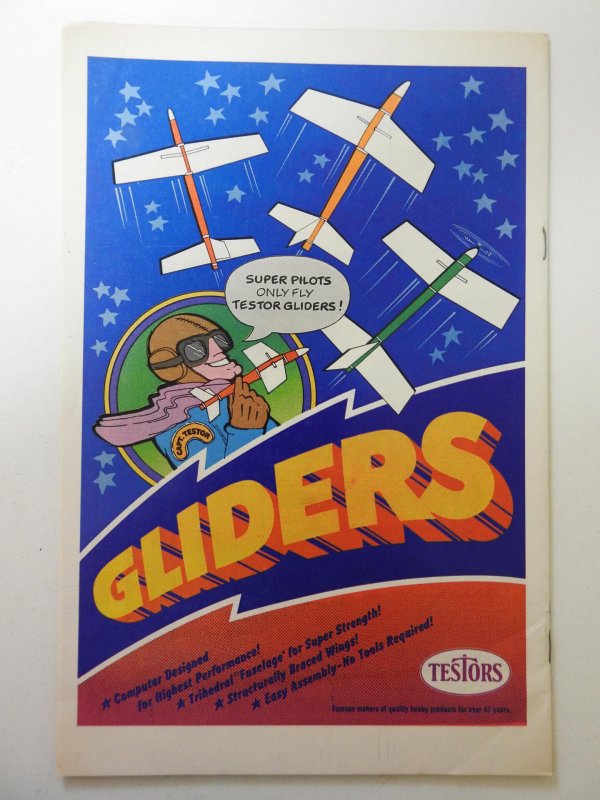 SUPER PILOTS
ONLY FLY
TESTOR GLIDERS!
CAPT. TESTOR
GLIDERS
★ Computer Designed
for Highest Performance!
★ Trihedral™ Fuselage for Super Strength!
★ Structurally Braced Wings!
★ Easy Assembly-No Tools Required!
TESTORS
Famous makers of quality hobby products for over 47 years.